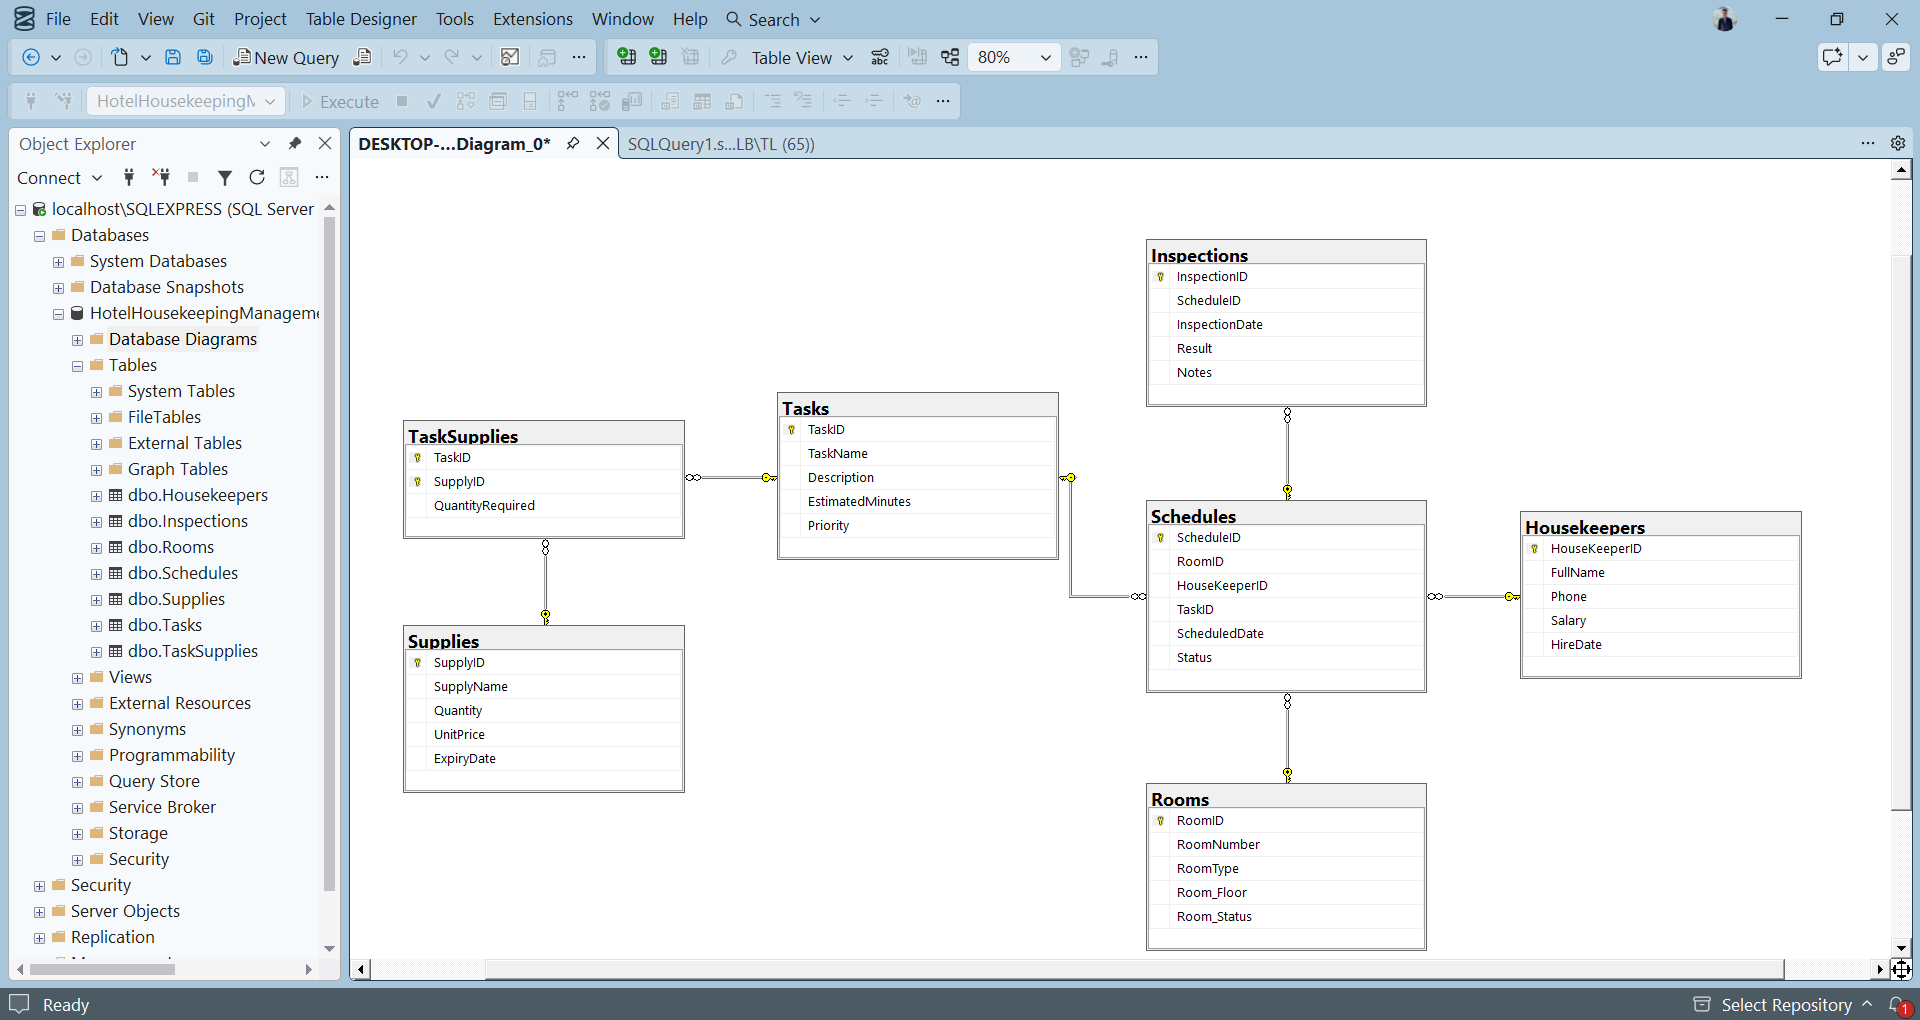 File Edit View Git Project Table Designer Tools Extensions Window Help Search
New Query Table View 80%
HotelHousekeepingM Execute
Object Explorer
Connect
localhost\SQLEXPRESS (SQL Server
Databases
System Databases
Database Snapshots
HotelHousekeepingManageme
Database Diagrams
Tables
System Tables
FileTables
External Tables
Graph Tables
dbo.Housekeepers
dbo.Inspections
dbo.Rooms
dbo.Schedules
dbo.Supplies
dbo.Tasks
dbo.TaskSupplies
Views
External Resources
Synonyms
Programmability
Query Store
Service Broker
Storage
Security
Security
Server Objects
Replication
DESKTOP-...Diagram_0*
SQLQuery1.s...LB\TL (65))
TaskSupplies
TaskID
SupplyID
QuantityRequired
Supplies
SupplyID
SupplyName
Quantity
UnitPrice
ExpiryDate
Tasks
TaskID
TaskName
Description
EstimatedMinutes
Priority
Inspections
InspectionID
ScheduleID
InspectionDate
Result
Notes
Schedules
ScheduleID
RoomID
HouseKeeperID
TaskID
ScheduledDate
Status
Rooms
RoomID
RoomNumber
RoomType
Room_Floor
Room_Status
Housekeepers
HouseKeeperID
FullName
Phone
Salary
HireDate
Ready
Select Repository
1